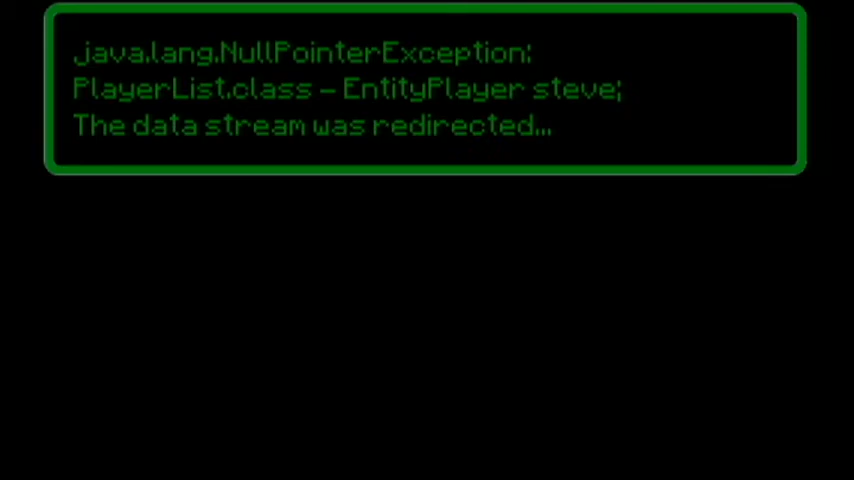 java.lang.NullPointerException:
PlayerList.class - EntityPlayer steve;
The data stream was redirected...